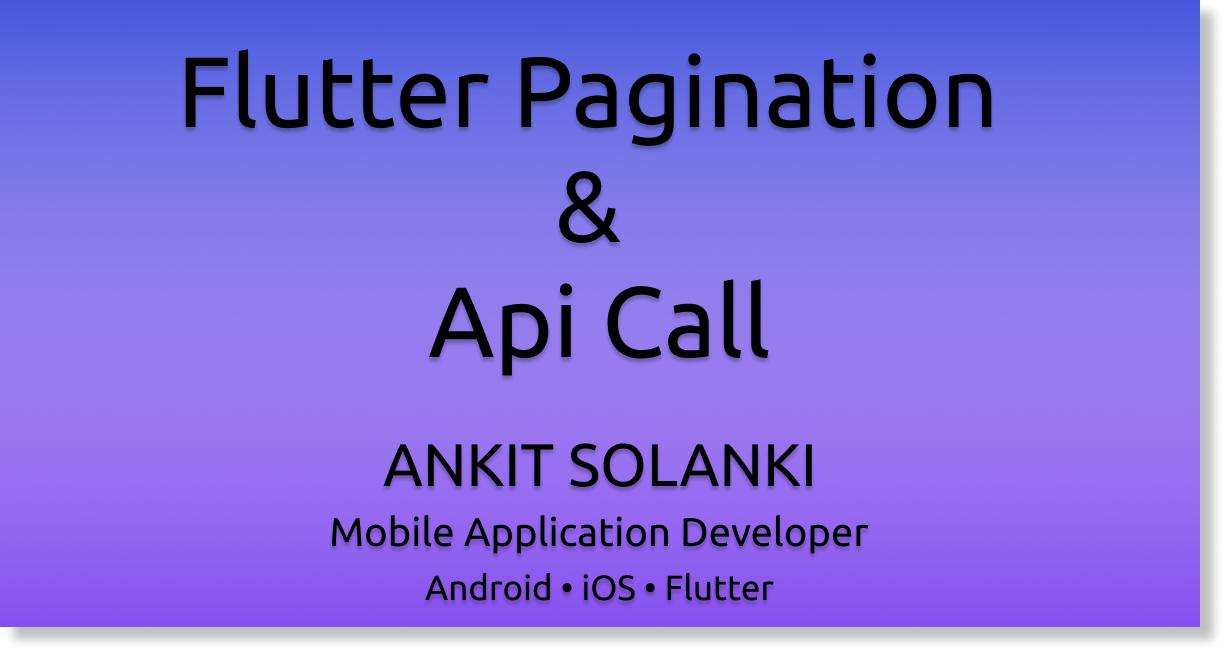 Flutter Pagination
&
Api Call
ANKIT SOLANKI
Mobile Application Developer
Android • iOS • Flutter